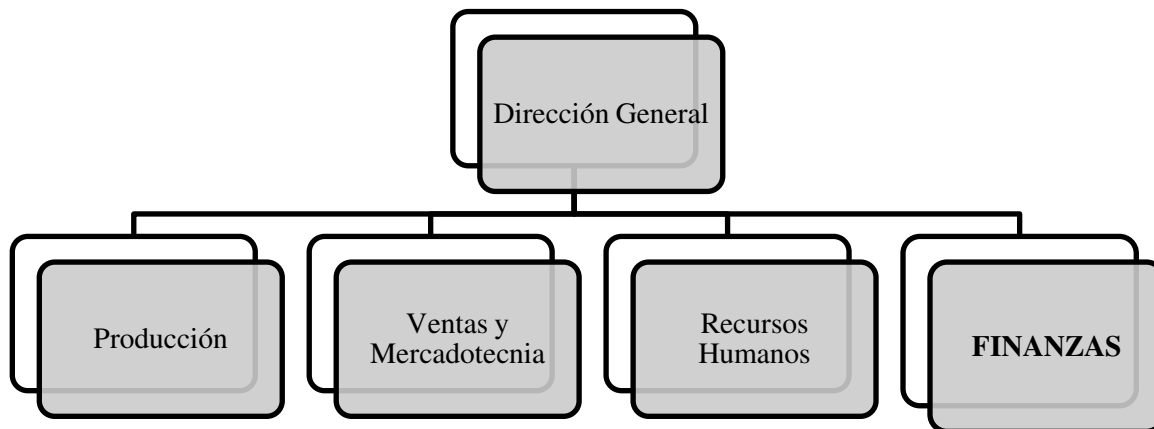 Dirección General
Producción
Ventas y
Mercadotecnia
Recursos
Humanos
FINANZAS